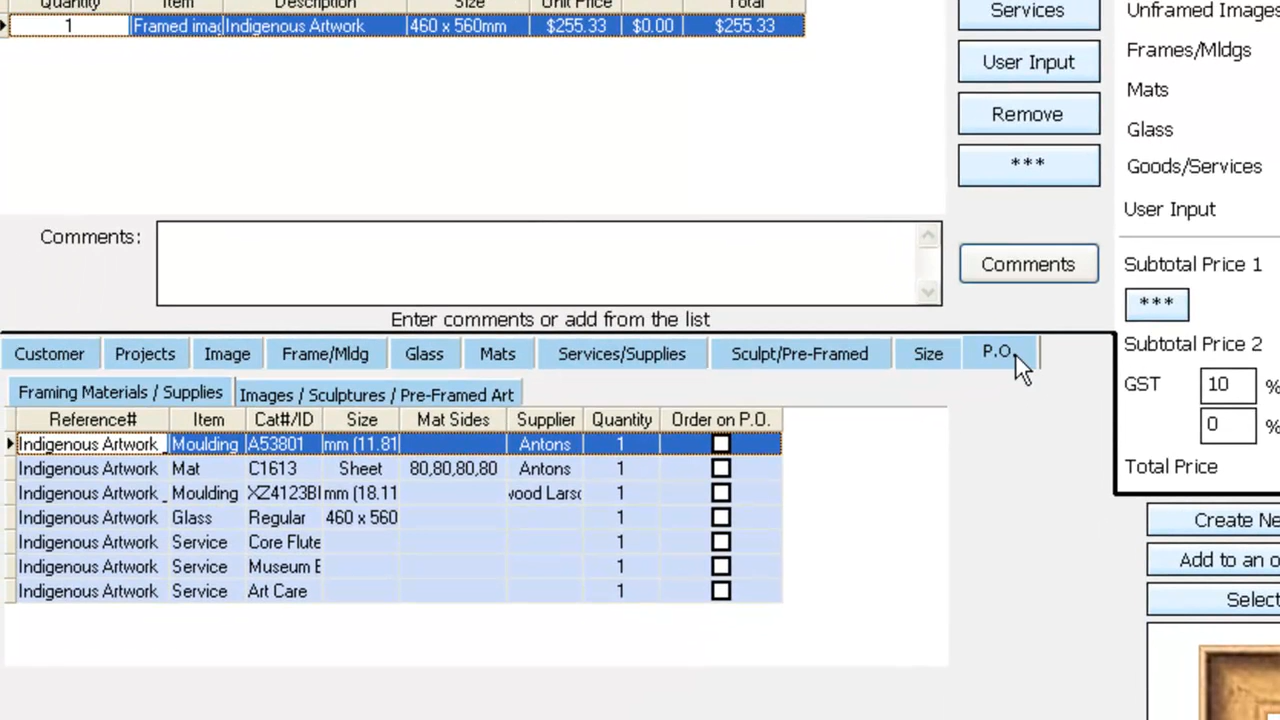 Quantity Item Description Size Unit Price Total
1 Framed imag Indigenous Artwork 460 x 560mm $255.33 $0.00 $255.33
Services
User Input
Remove
***
Unframed Images
Frames/Mldgs
Mats
Glass
Goods/Services
User Input
Comments:
Comments
Enter comments or add from the list
Subtotal Price 1
***
Subtotal Price 2
GST 10 %
0 %
Total Price
Customer Projects Image Frame/Mldg Glass Mats Services/Supplies Sculpt/Pre-Framed Size P.O.
Framing Materials / Supplies Images / Sculptures / Pre-Framed Art
Reference# Item Cat#/ID Size Mat Sides Supplier Quantity Order on P.O.
Indigenous Artwork _ Moulding A53801 mm (11.81 Antons 1
Indigenous Artwork Mat C1613 Sheet 80,80,80,80 Antons 1
Indigenous Artwork _ Moulding XZ4123B mm (18.11 wood Lars 1
Indigenous Artwork Glass Regular 460 x 560 1
Indigenous Artwork Service Core Flute 1
Indigenous Artwork Service Museum 1
Indigenous Artwork Service Art Care 1
Create Ne
Add to an o
Select